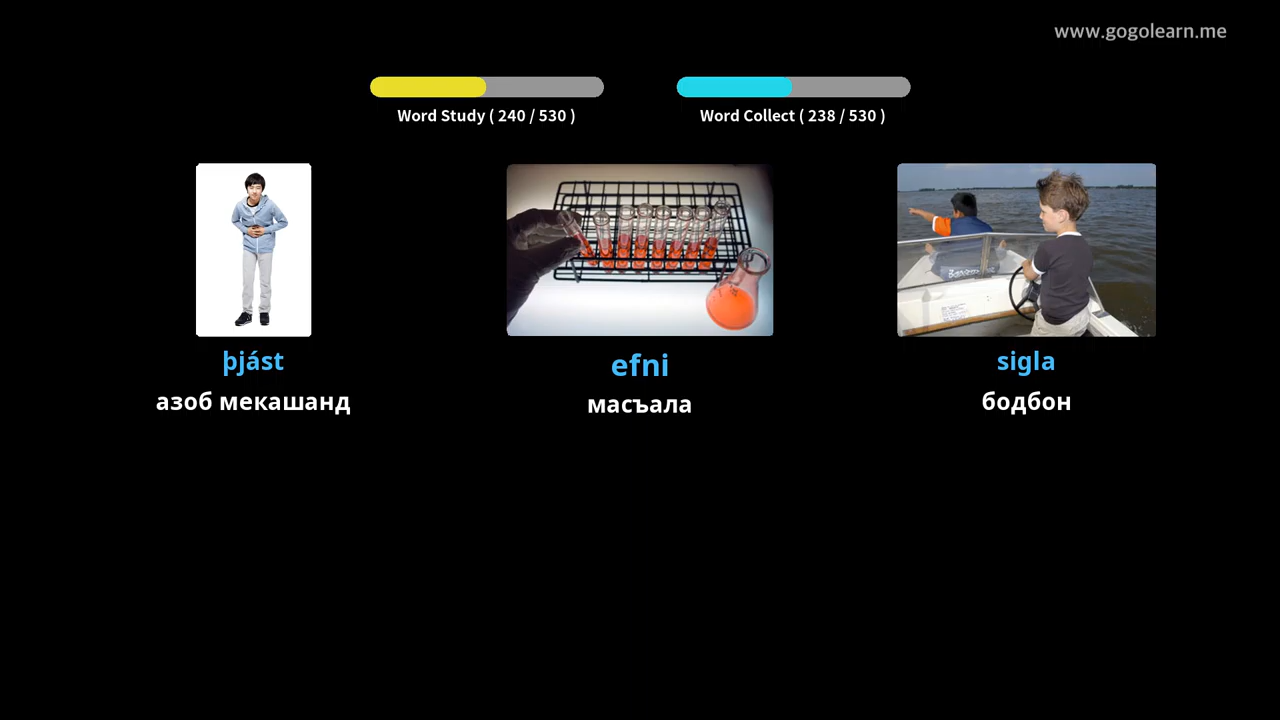 www.gogolearn.me
Word Study ( 240 / 530 )
Word Collect ( 238 / 530 )
þjást
efni
sigla
азоб мекашанд
масъала
бодбон